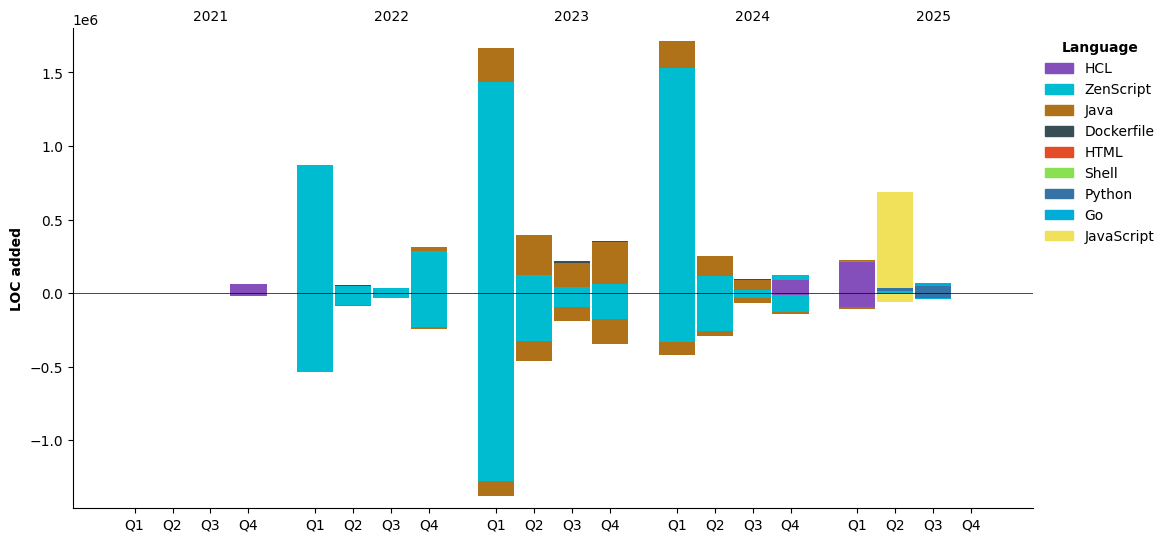 1e6
2021 2022 2023 2024 2025
1.5
1.0
0.5
0.0
−0.5
−1.0
LOC added
Q1 Q2 Q3 Q4 Q1 Q2 Q3 Q4 Q1 Q2 Q3 Q4 Q1 Q2 Q3 Q4 Q1 Q2 Q3 Q4
Language
HCL
ZenScript
Java
Dockerfile
HTML
Shell
Python
Go
JavaScript